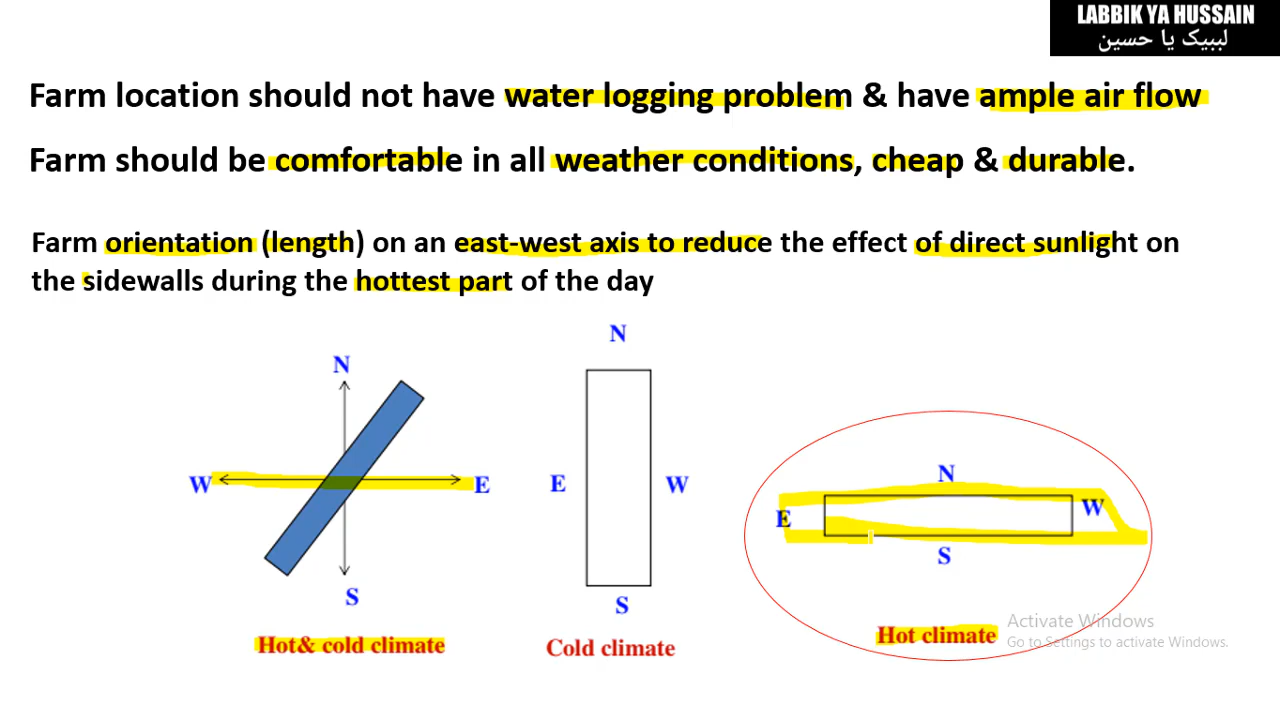 LABBIK YA HUSSAIN
لبیک یا حسین
Farm location should not have water logging problem & have ample air flow
Farm should be comfortable in all weather conditions, cheap & durable.
Farm orientation (length) on an east-west axis to reduce the effect of direct sunlight on
the sidewalls during the hottest part of the day
N
W
E
S
Hot& cold climate
N
E
W
S
Cold climate
N
E
W
S
Hot climate
Activate Windows
Go to Settings to activate Windows.